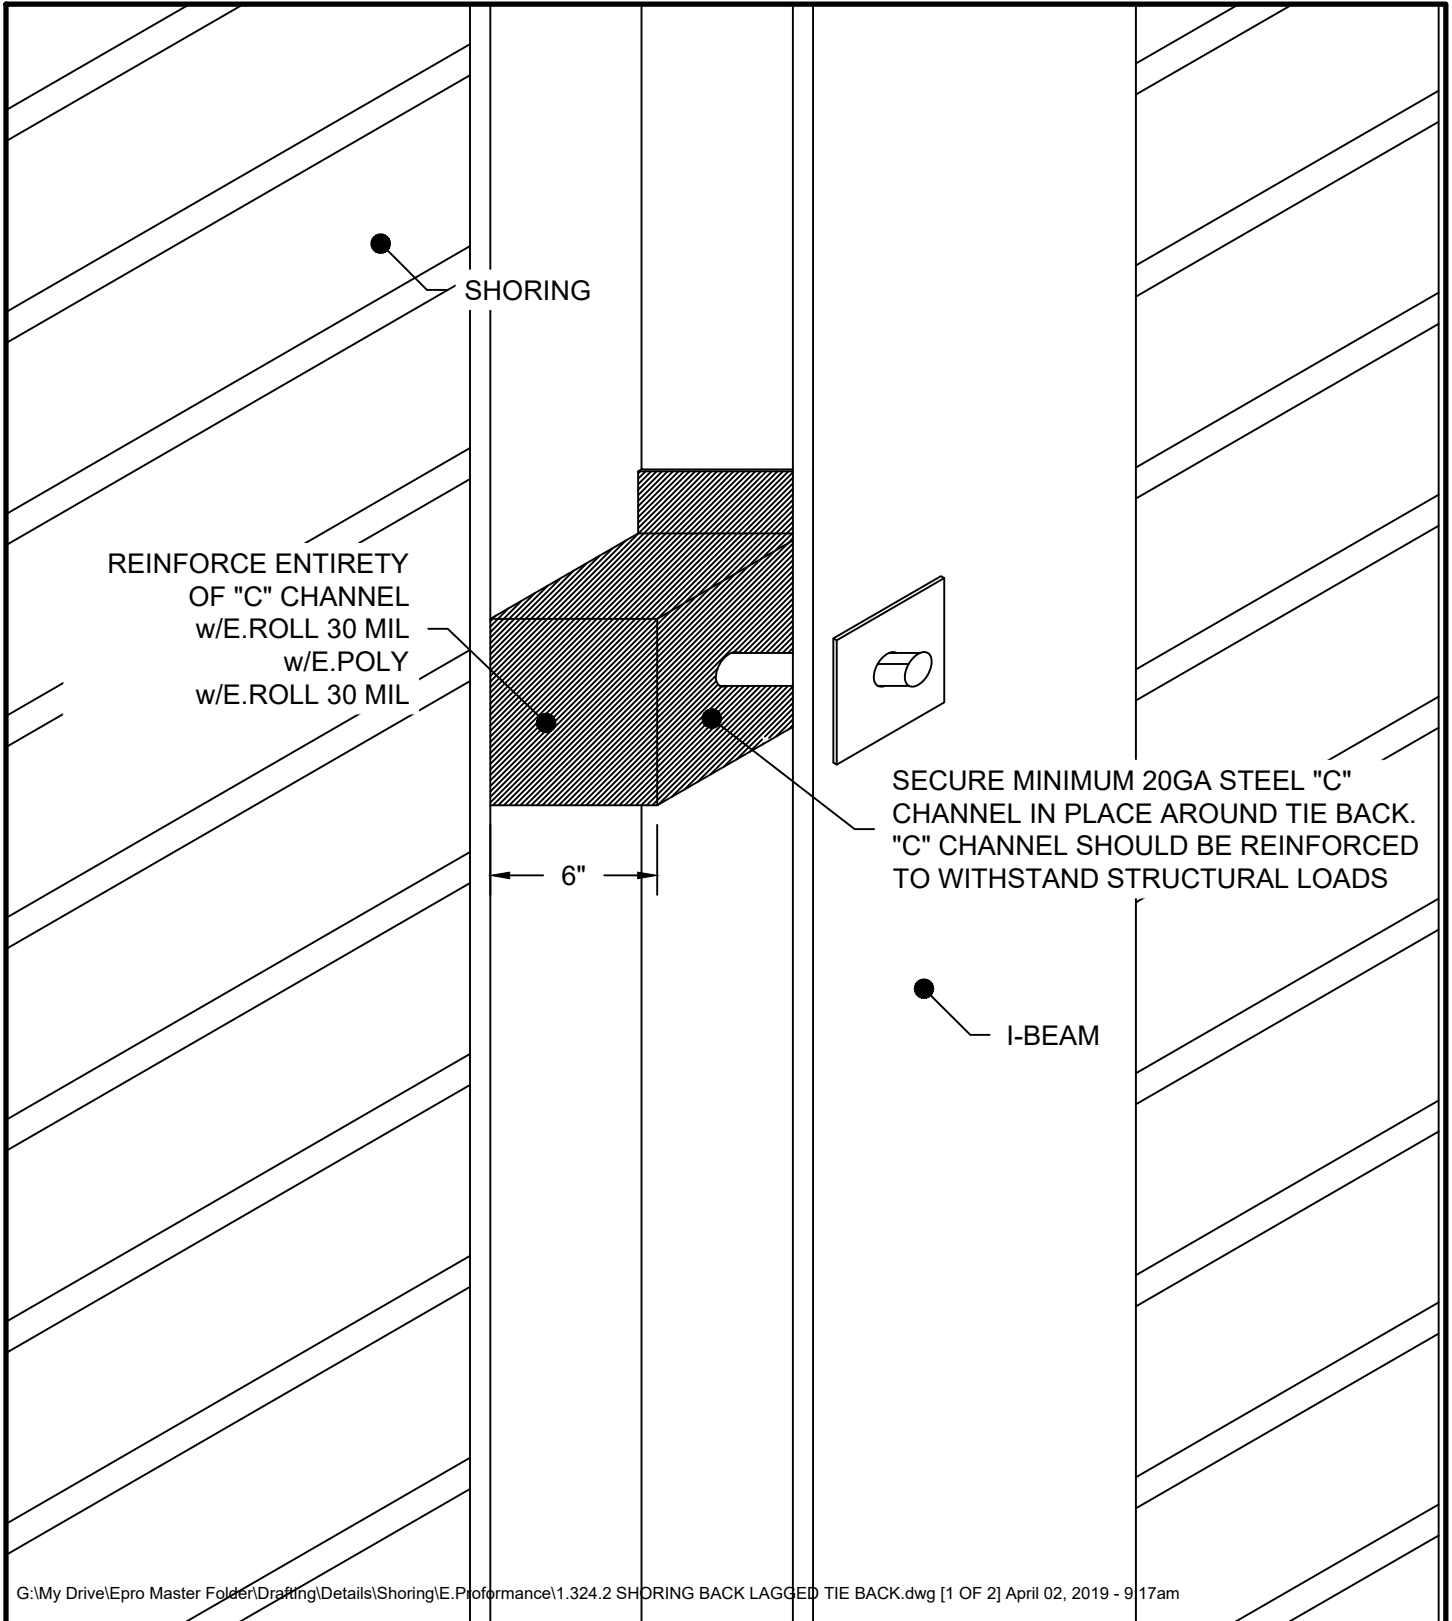 SHORING
REINFORCE ENTIRETY
OF "C" CHANNEL
w/E.ROLL 30 MIL
w/E.POLY
w/E.ROLL 30 MIL
SECURE MINIMUM 20GA STEEL "C"
CHANNEL IN PLACE AROUND TIE BACK.
"C" CHANNEL SHOULD BE REINFORCED
TO WITHSTAND STRUCTURAL LOADS
6"
I-BEAM
G:\My Drive\Epro Master Folder\Drafting\Details\Shoring\E.Proformance\1.324.2 SHORING BACK LAGGED TIE BACK.dwg [1 OF 2] April 02, 2019 - 9:17am